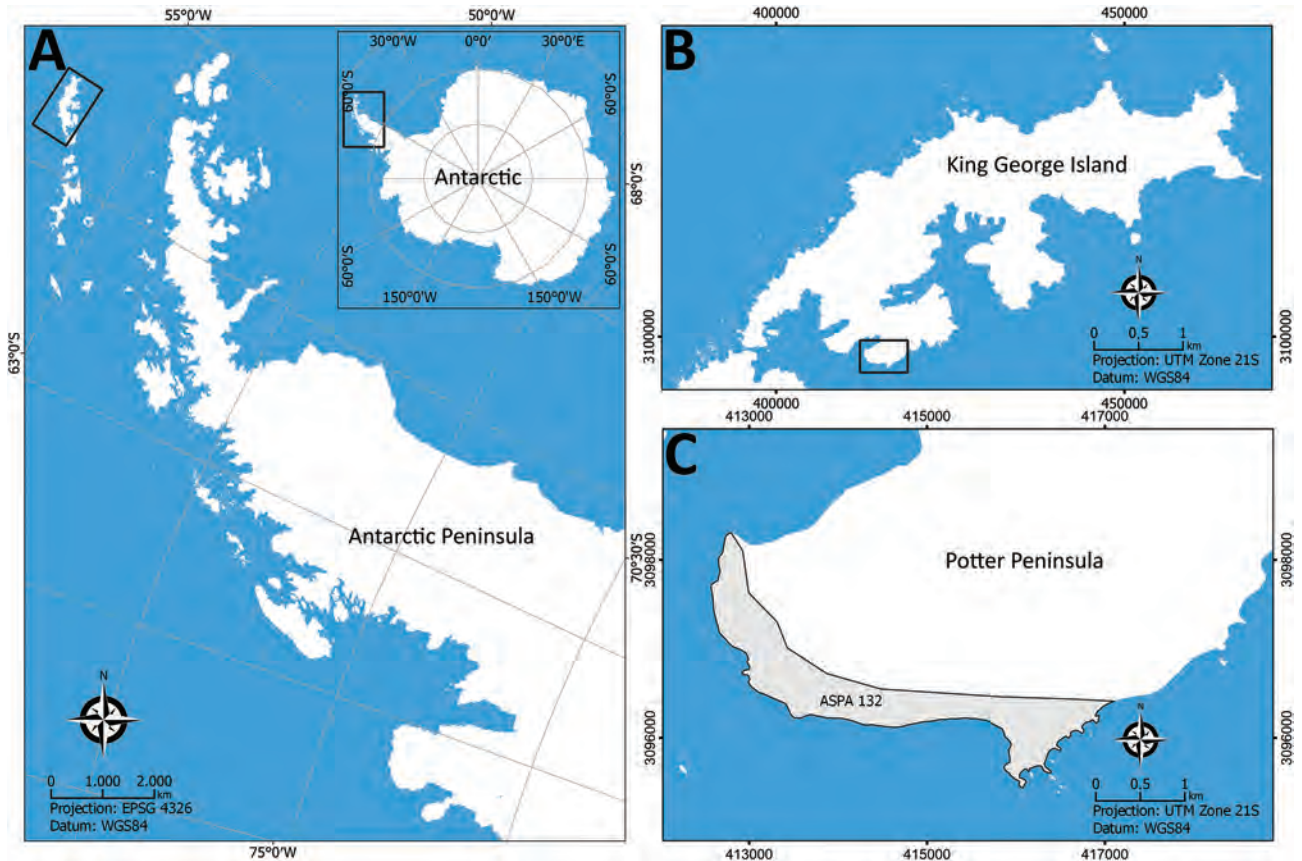 55°0'W
50°0'W
A
63°0'S
70°30'S
75°0'W
30°0'W
0°0'
30°0'E
60°0'S
60°0'S
68°0'S
60°0'S
60°0'S
150°0'W
150°0'W
Antarctic
Antarctic Peninsula
N
0 1.000 2.000
km
Projection: EPSG 4326
Datum: WGS84
400000
450000
B
King George Island
N
0 0,5 1
km
Projection: UTM Zone 21S
Datum: WGS84
3100000
3100000
400000
450000
413000
415000
417000
C
Potter Peninsula
ASPA 132
3098000
3098000
3096000
3096000
N
0 0.5 1
km
Projection: UTM Zone 21S
Datum: WGS84
413000
415000
417000